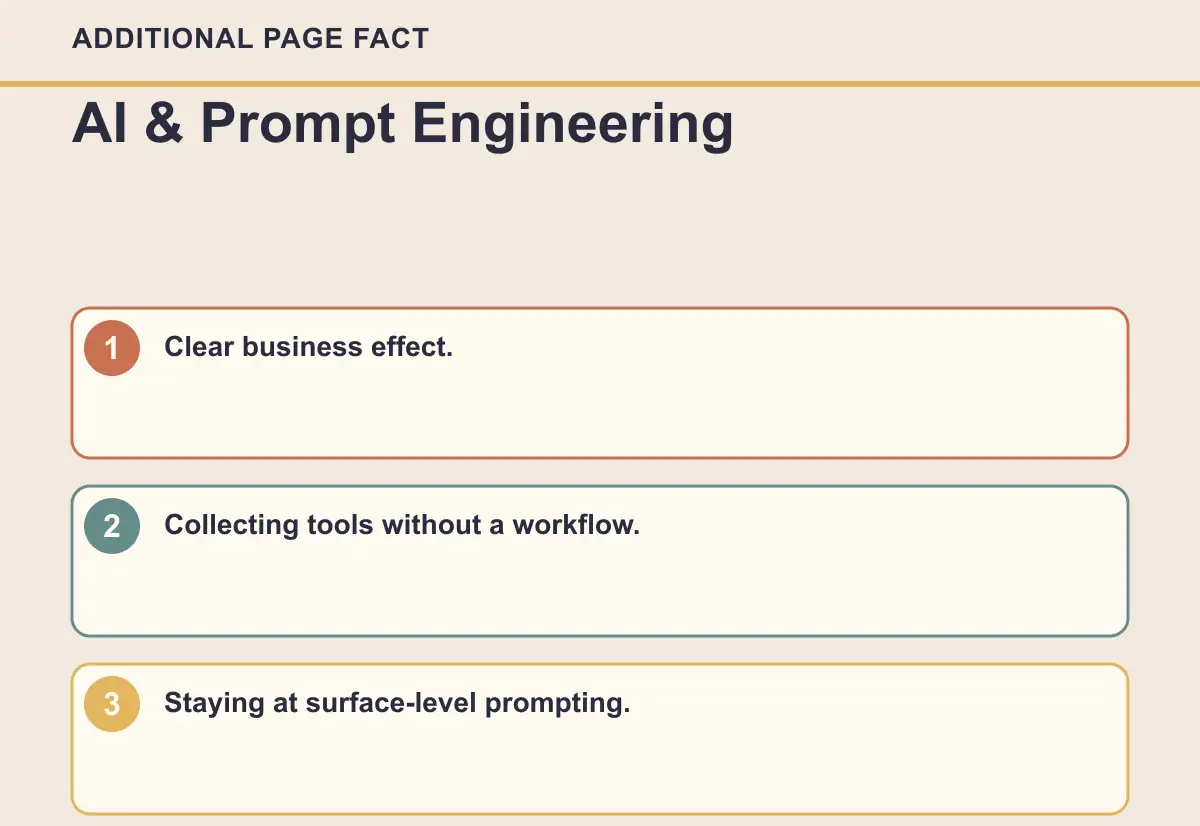 ADDITIONAL PAGE FACT
AI & Prompt Engineering
1 Clear business effect.
2 Collecting tools without a workflow.
3 Staying at surface-level prompting.